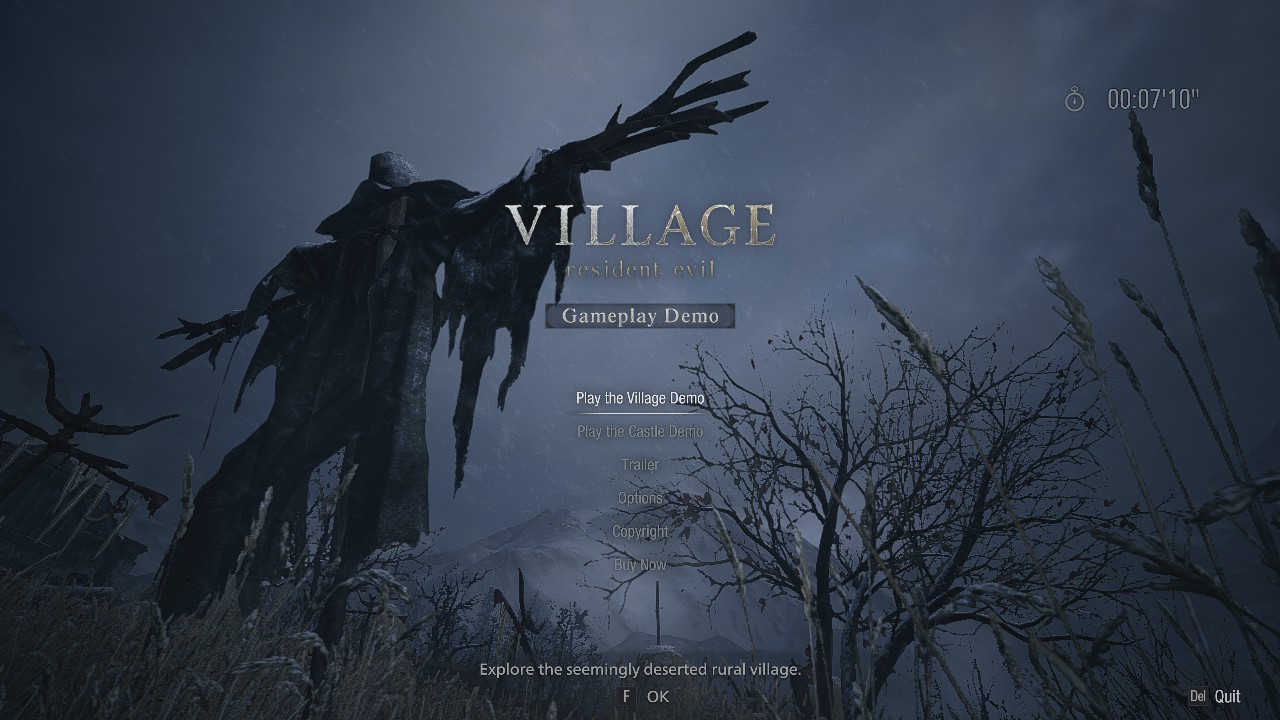 00:07'10"
VILLAGE
resident evil
Gameplay Demo
Play the Village Demo
Play the Castle Demo
Trailer
Options
Copyright
Buy Now
Explore the seemingly deserted rural village.
F OK
Del Quit